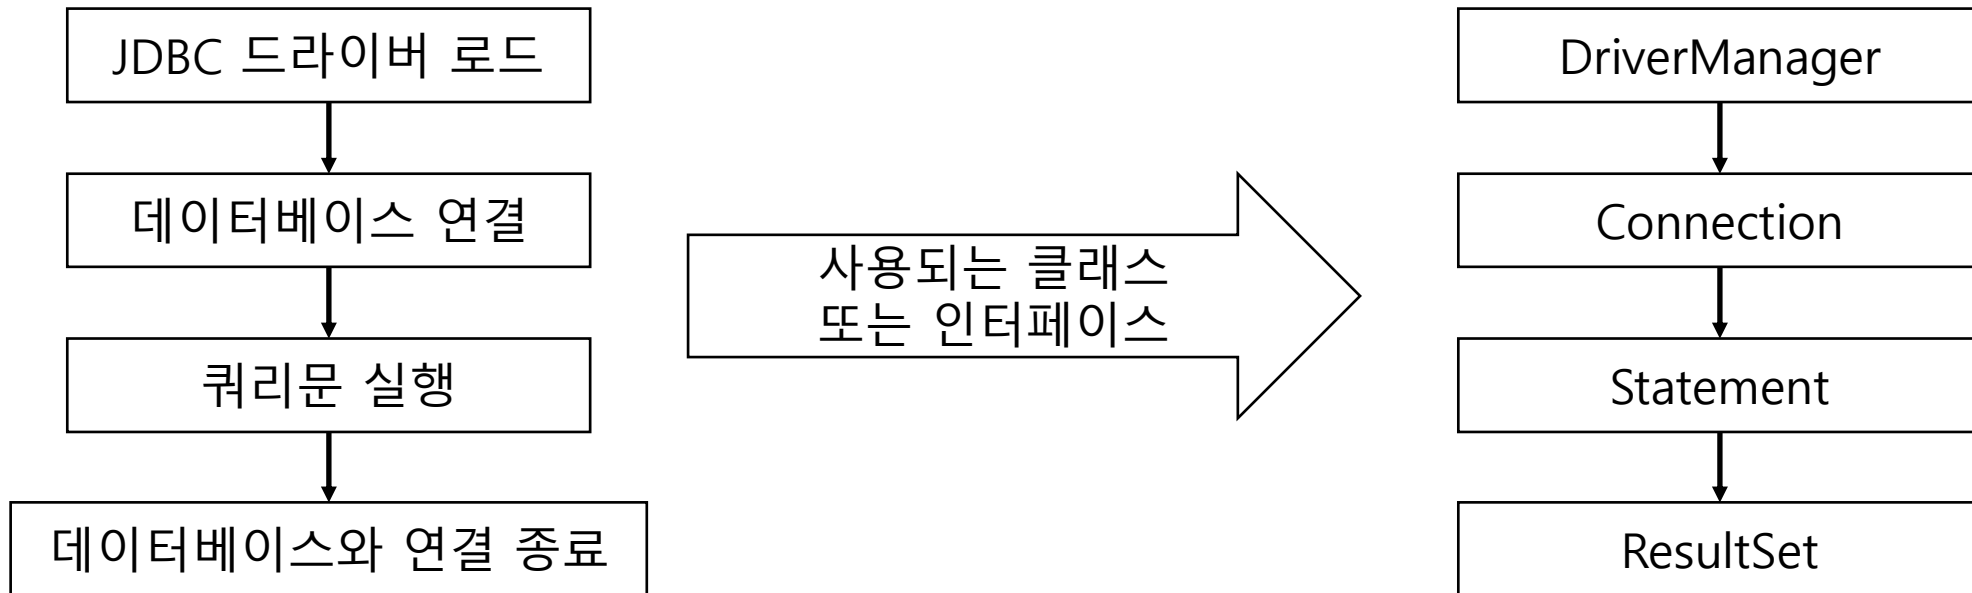 JDBC 드라이버 로드
데이터베이스 연결
쿼리문 실행
데이터베이스와 연결 종료
사용되는 클래스
또는 인터페이스
DriverManager
Connection
Statement
ResultSet